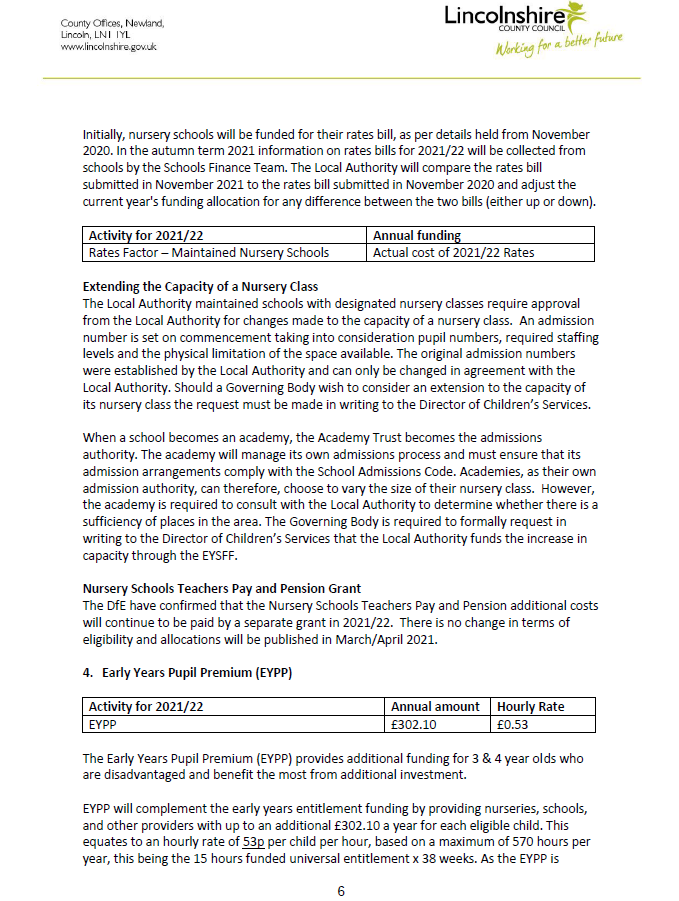 County Offices, Newland,
Lincoln, LN1 1YL
www.lincolnshire.gov.uk
Lincolnshire
COUNTY COUNCIL
Working for a better future
Initially, nursery schools will be funded for their rates bill, as per details held from November
2020. In the autumn term 2021 information on rates bills for 2021/22 will be collected from
schools by the Schools Finance Team. The Local Authority will compare the rates bill
submitted in November 2021 to the rates bill submitted in November 2020 and adjust the
current year's funding allocation for any difference between the two bills (either up or down).
Activity for 2021/22 Annual funding
Rates Factor – Maintained Nursery Schools Actual cost of 2021/22 Rates
Extending the Capacity of a Nursery Class
The Local Authority maintained schools with designated nursery classes require approval
from the Local Authority for changes made to the capacity of a nursery class. An admission
number is set on commencement taking into consideration pupil numbers, required staffing
levels and the physical limitation of the space available. The original admission numbers
were established by the Local Authority and can only be changed in agreement with the
Local Authority. Should a Governing Body wish to consider an extension to the capacity of
its nursery class the request must be made in writing to the Director of Children's Services.
When a school becomes an academy, the Academy Trust becomes the admissions
authority. The academy will manage its own admissions process and must ensure that its
admission arrangements comply with the School Admissions Code. Academies, as their own
admission authority, can therefore, choose to vary the size of their nursery class. However,
the academy is required to consult with the Local Authority to determine whether there is a
sufficiency of places in the area. The Governing Body is required to formally request in
writing to the Director of Children's Services that the Local Authority funds the increase in
capacity through the EYSFF.
Nursery Schools Teachers Pay and Pension Grant
The DfE have confirmed that the Nursery Schools Teachers Pay and Pension additional costs
will continue to be paid by a separate grant in 2021/22. There is no change in terms of
eligibility and allocations will be published in March/April 2021.
4. Early Years Pupil Premium (EYPP)
Activity for 2021/22 Annual amount Hourly Rate
EYPP £302.10 £0.53
The Early Years Pupil Premium (EYPP) provides additional funding for 3 & 4 year olds who
are disadvantaged and benefit the most from additional investment.
EYPP will complement the early years entitlement funding by providing nurseries, schools,
and other providers with up to an additional £302.10 a year for each eligible child. This
equates to an hourly rate of 53p per child per hour, based on a maximum of 570 hours per
year, this being the 15 hours funded universal entitlement x 38 weeks. As the EYPP is
6